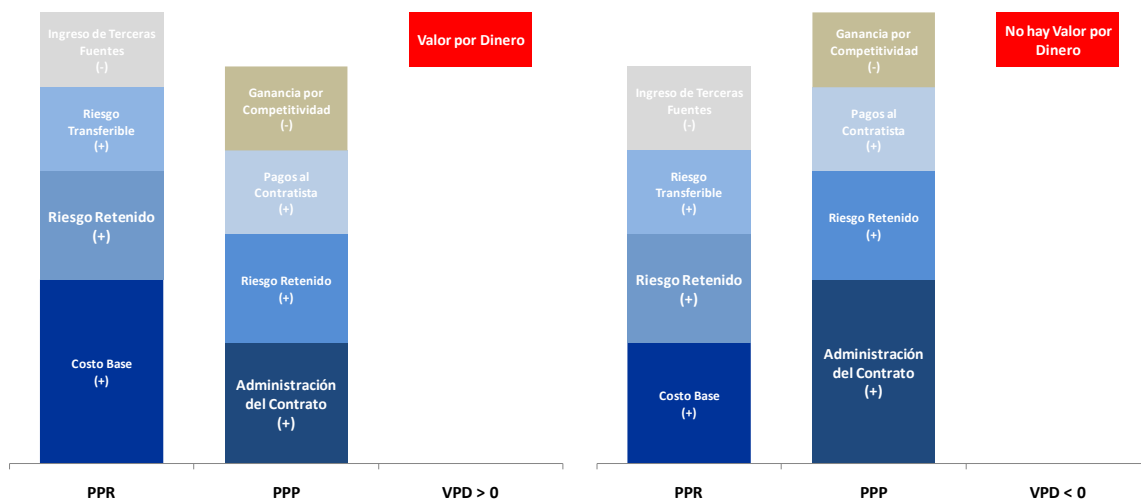 Ingreso de Terceras
Fuentes
(-)
Riesgo
Transferible
(+)
Riesgo Retenido
(+)
Costo Base
(+)
Ganancia por
Competitividad
(-)
Pagos al
Contratista
(+)
Riesgo Retenido
(+)
Administración
del Contrato
(+)
Valor por Dinero
PPR
PPP
VPD > 0
Ingreso de Terceras
Fuentes
(-)
Riesgo
Transferible
(+)
Riesgo Retenido
(+)
Costo Base
(+)
Ganancia por
Competitividad
(-)
Pagos al
Contratista
(+)
Riesgo Retenido
(+)
Administración
del Contrato
(+)
No hay Valor por
Dinero
PPR
PPP
VPD < 0